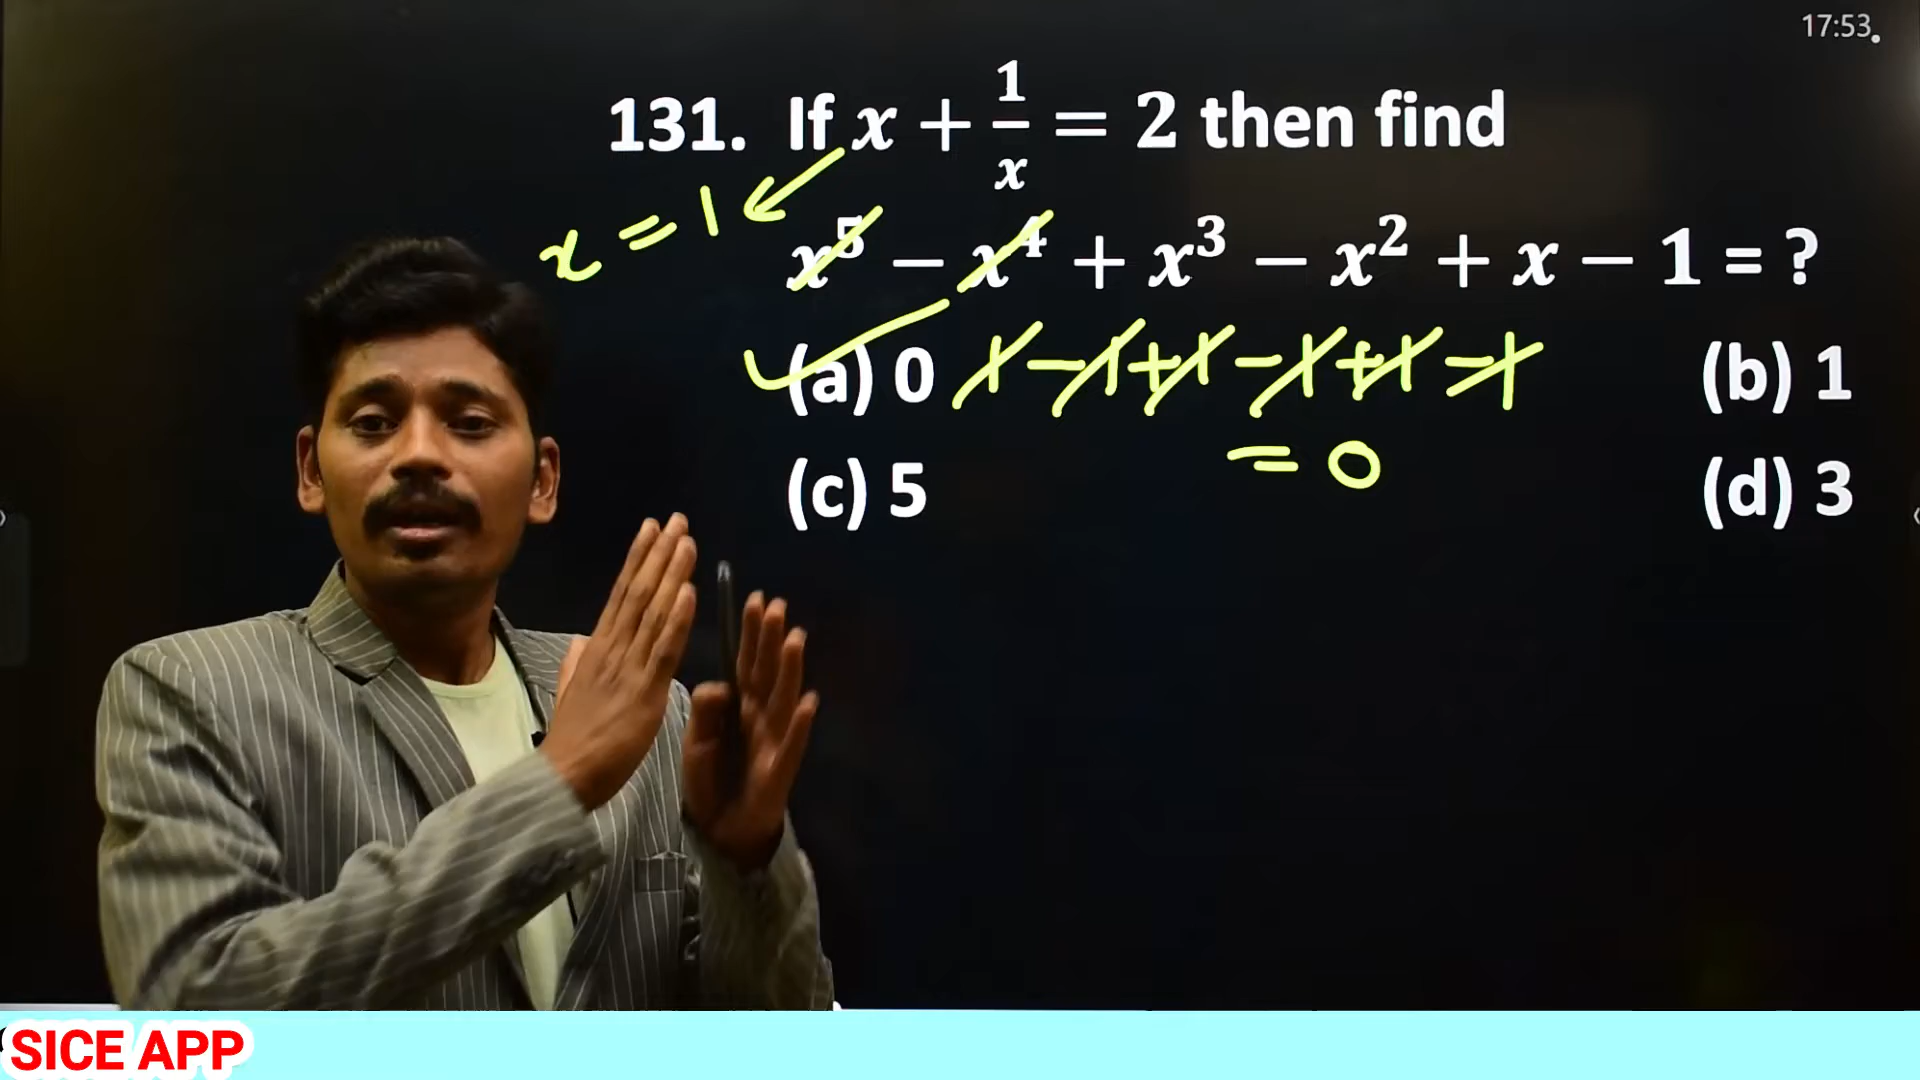 17:53
131. If x + 1/x = 2 then find
x = 1
x⁵ − x⁴ + x³ − x² + x − 1 = ?
(a) 0 1 − 1 + 1 − 1 + 1 − 1 (b) 1
= 0
(c) 5 (d) 3
SICE APP